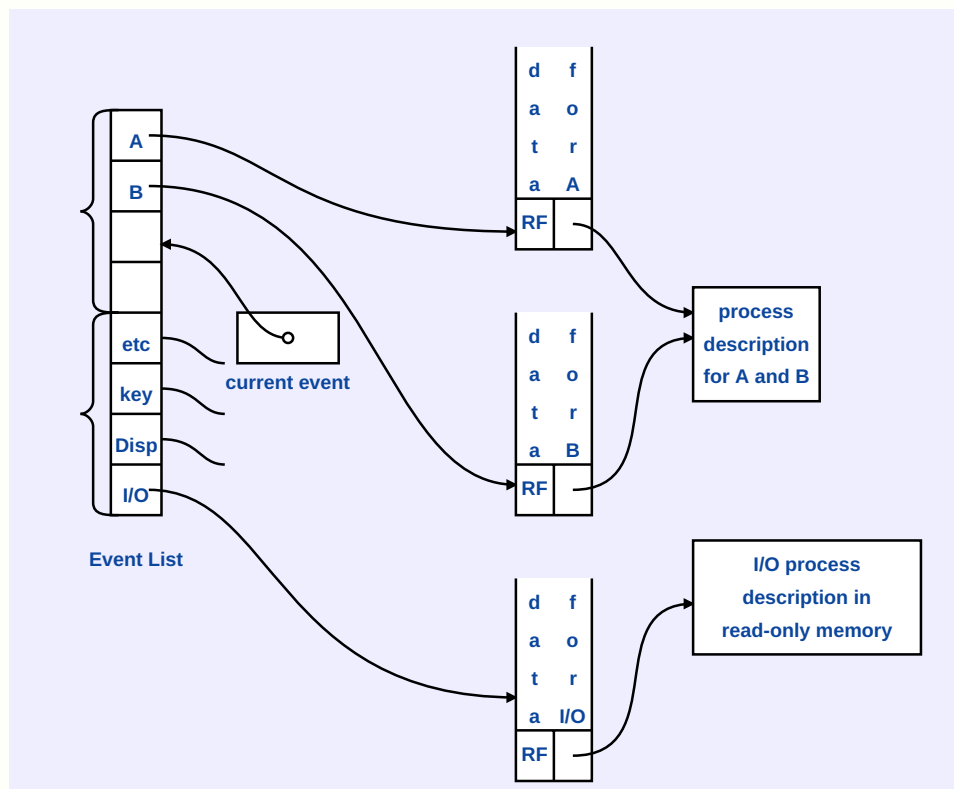 A
B
etc
key
Disp
I/O
Event List
current event
d f
a o
t r
a A
RF
d f
a o
t r
a B
RF
d f
a o
t r
a I/O
RF
process
description
for A and B
I/O process
description in
read-only memory